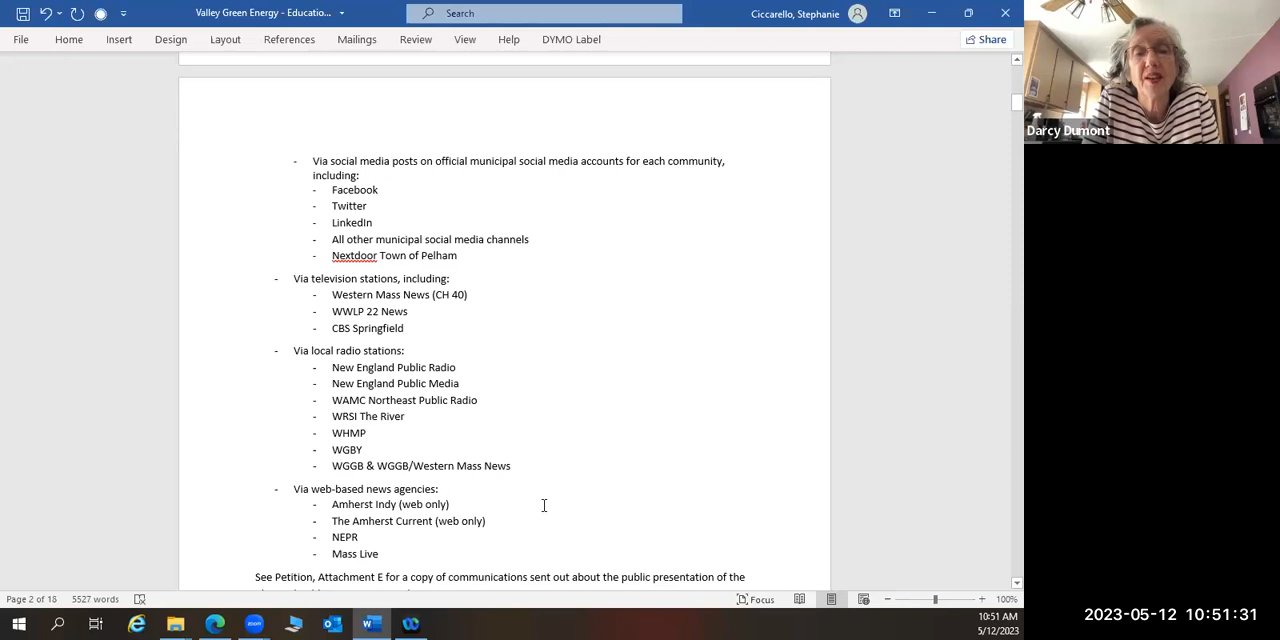 Valley Green Energy - Educatio...
Search
Ciccarello, Stephanie
File Home Insert Design Layout References Mailings Review View Help DYMO Label Share
- Via social media posts on official municipal social media accounts for each community,
including:
- Facebook
- Twitter
- LinkedIn
- All other municipal social media channels
- Nextdoor Town of Pelham
- Via television stations, including:
- Western Mass News (CH 40)
- WWLP 22 News
- CBS Springfield
- Via local radio stations:
- New England Public Radio
- New England Public Media
- WAMC Northeast Public Radio
- WRSI The River
- WHMP
- WGBY
- WGGB & WGGB/Western Mass News
- Via web-based news agencies:
- Amherst Indy (web only)
- The Amherst Current (web only)
- NEPR
- Mass Live
See Petition, Attachment E for a copy of communications sent out about the public presentation of the
Page 2 of 18 5527 words Focus 100%
10:51 AM
5/12/2023
Darcy Dumont
2023-05-12 10:51:31